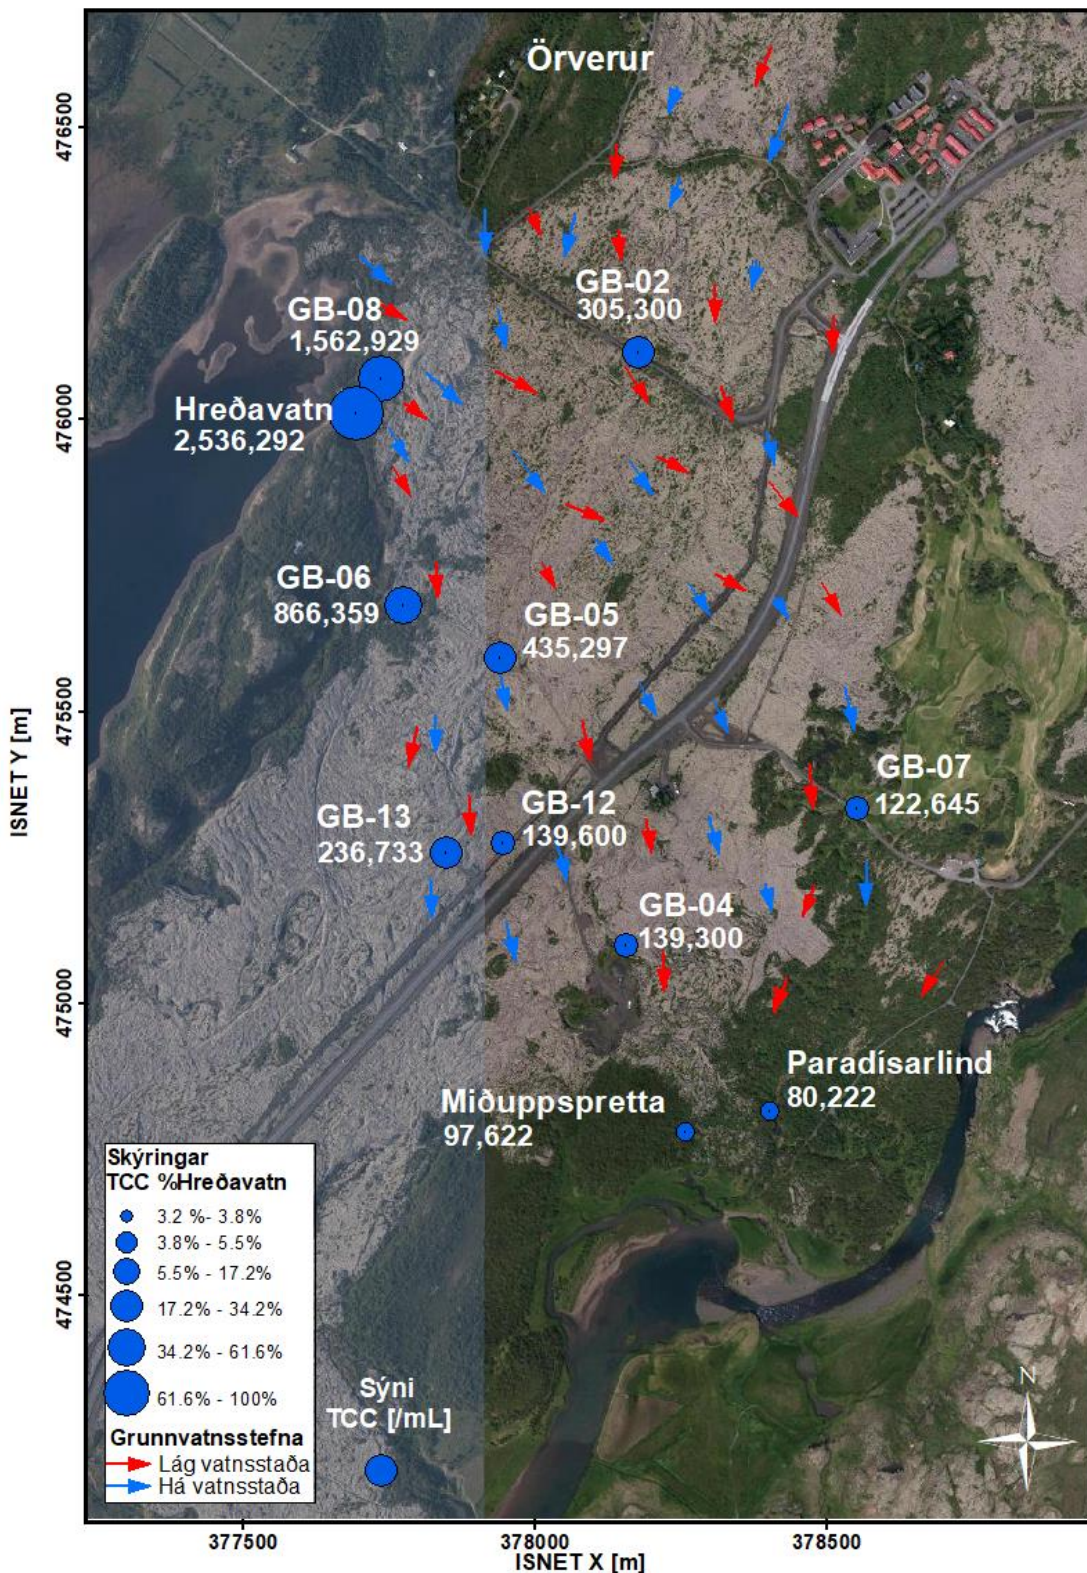 Örverur
476500
GB-02
305,300
GB-08
1,562,929
476000
Hreðavatn
2,536,292
GB-06
866,359
GB-05
435,297
475500
ISNET Y [m]
GB-07
122,645
GB-12
139,600
GB-13
236,733
GB-04
139,300
475000
Paradísarlind
80,222
Miðuppspretta
97,622
Skýringar
TCC %Hreðavatn
3.2 %- 3.8%
3.8% - 5.5%
5.5% - 17.2%
17.2% - 34.2%
34.2% - 61.6%
61.6% - 100%
Grunnvatnsstefna
Lág vatnsstaða
Há vatnsstaða
474500
Sýni
TCC [/mL]
N
377500
378000
378500
ISNET X [m]